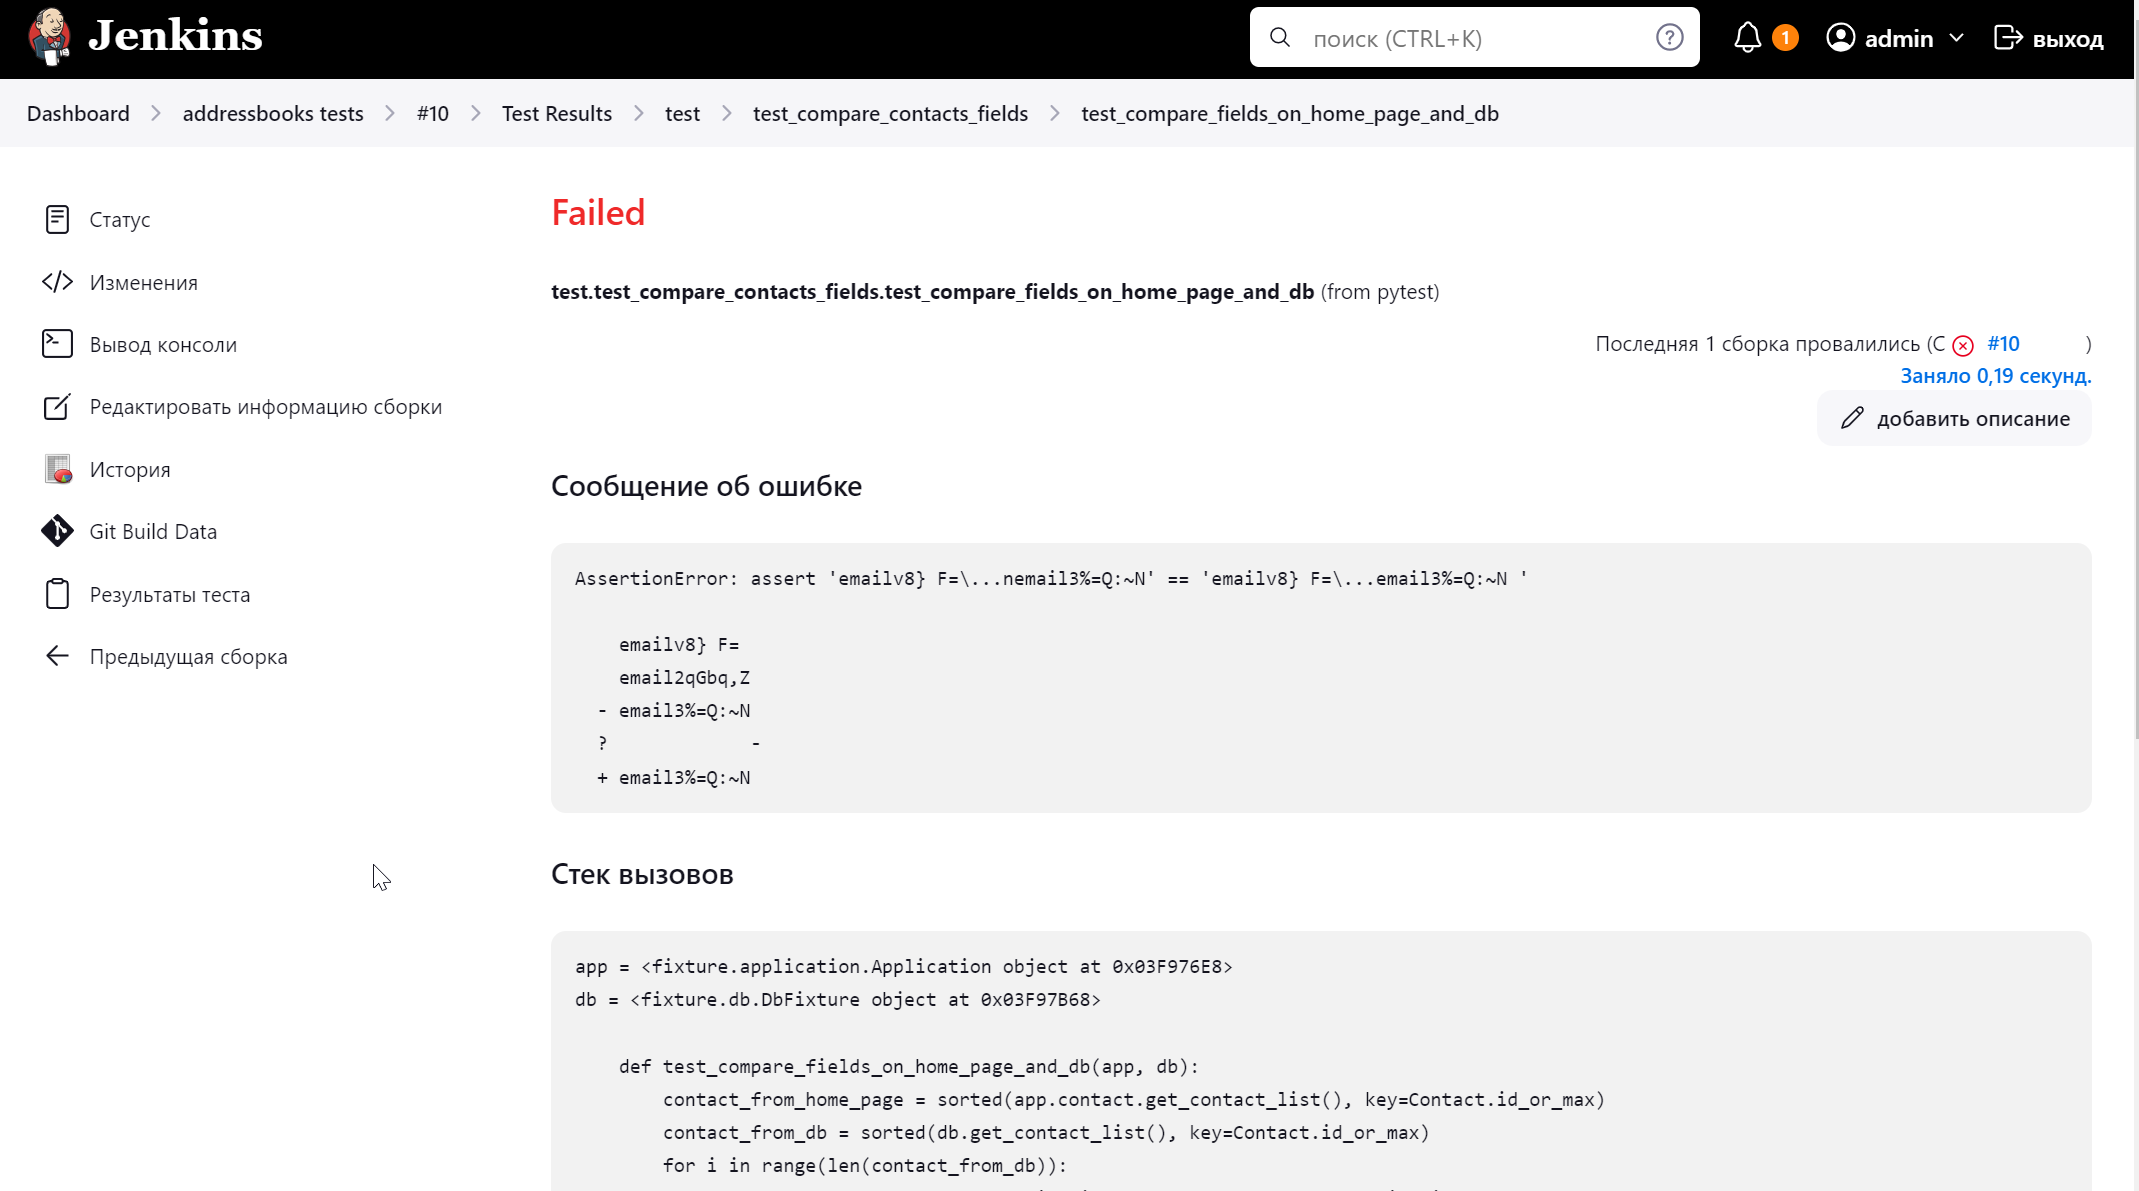 Jenkins
поиск (CTRL+K)
1
admin
выход
Dashboard > addressbooks tests > #10 > Test Results > test > test_compare_contacts_fields > test_compare_fields_on_home_page_and_db
Статус
Изменения
Вывод консоли
Редактировать информацию сборки
История
Git Build Data
Результаты теста
Предыдущая сборка
Failed
test.test_compare_contacts_fields.test_compare_fields_on_home_page_and_db (from pytest)
Последняя 1 сборка провалились (С #10 )
Заняло 0,19 секунд.
добавить описание
Сообщение об ошибке
AssertionError: assert 'emailv8} F=\...nemail3%=Q:~N' == 'emailv8} F=\...email3%=Q:~N '
    emailv8} F=
    email2qGbq,Z
  - email3%=Q:~N
  ?             -
  + email3%=Q:~N
Стек вызовов
app = <fixture.application.Application object at 0x03F976E8>
db = <fixture.db.DbFixture object at 0x03F97B68>
    def test_compare_fields_on_home_page_and_db(app, db):
        contact_from_home_page = sorted(app.contact.get_contact_list(), key=Contact.id_or_max)
        contact_from_db = sorted(db.get_contact_list(), key=Contact.id_or_max)
        for i in range(len(contact_from_db)):